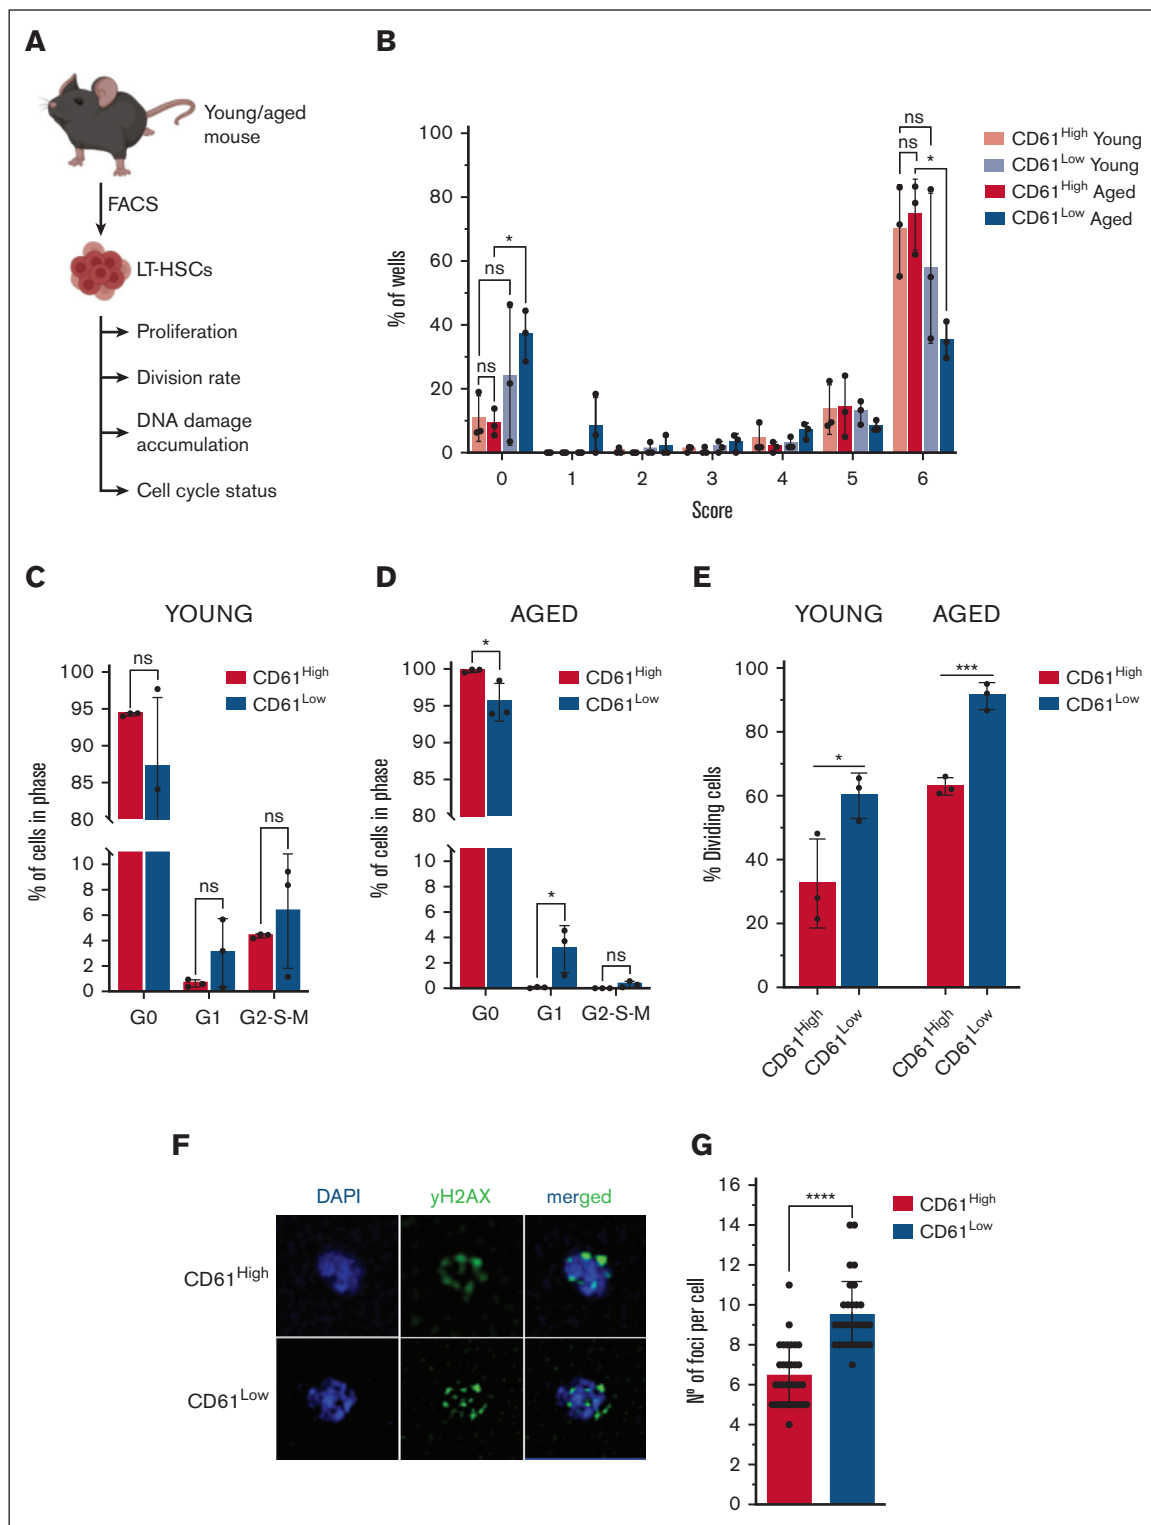 A
Young/aged
mouse
FACS
LT-HSCs
Proliferation
Division rate
DNA damage
accumulation
Cell cycle status
B
100
80
60
40
20
0
% of wells
ns
ns
*
ns
ns
*
0 1 2 3 4 5 6
Score
CD61High Young
CD61Low Young
CD61High Aged
CD61Low Aged
C
YOUNG
100
95
90
85
80
10
8
6
4
2
0
% of cells in phase
ns
ns
ns
G0 G1 G2-S-M
CD61High
CD61Low
D
AGED
100
95
90
85
80
10
8
6
4
2
0
% of cells in phase
*
*
ns
G0 G1 G2-S-M
CD61High
CD61Low
E
YOUNG AGED
100
80
60
40
20
0
% Dividing cells
*
***
CD61High
CD61Low
CD61High
CD61Low
CD61High
CD61Low
F
DAPI yH2AX merged
CD61High
CD61Low
G
16
14
12
10
8
6
4
2
0
Nº of foci per cell
****
CD61High
CD61Low